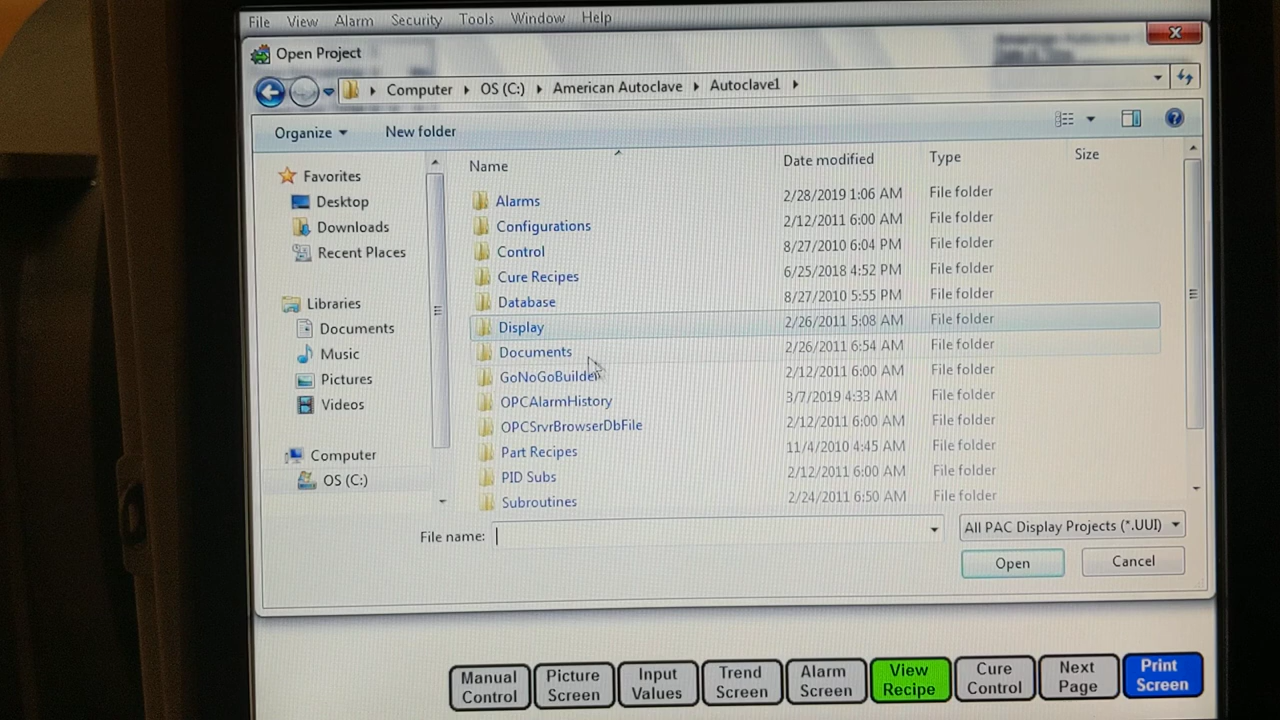 File View Alarm Security Tools Window Help
Open Project
Computer OS (C:) American Autoclave Autoclave1
Organize New folder
Name Date modified Type Size
Favorites
Desktop
Downloads
Recent Places
Libraries
Documents
Music
Pictures
Videos
Computer
OS (C:)
Alarms 2/28/2019 1:06 AM File folder
Configurations 2/12/2011 6:00 AM File folder
Control 8/27/2010 6:04 PM File folder
Cure Recipes 6/25/2018 4:52 PM File folder
Database 8/27/2010 5:55 PM File folder
Display 2/26/2011 5:08 AM File folder
Documents 2/26/2011 6:54 AM File folder
GoNoGoBuilder 2/12/2011 6:00 AM File folder
OPCAlarmHistory 3/7/2019 4:33 AM File folder
OPCSrvrBrowserDbFile 2/12/2011 6:00 AM File folder
Part Recipes 11/4/2010 4:45 AM File folder
PID Subs 2/12/2011 6:00 AM File folder
Subroutines 2/24/2011 6:50 AM File folder
File name: All PAC Display Projects (*.UUI)
Open Cancel
Manual Control
Picture Screen
Input Values
Trend Screen
Alarm Screen
View Recipe
Cure Control
Next Page
Print Screen